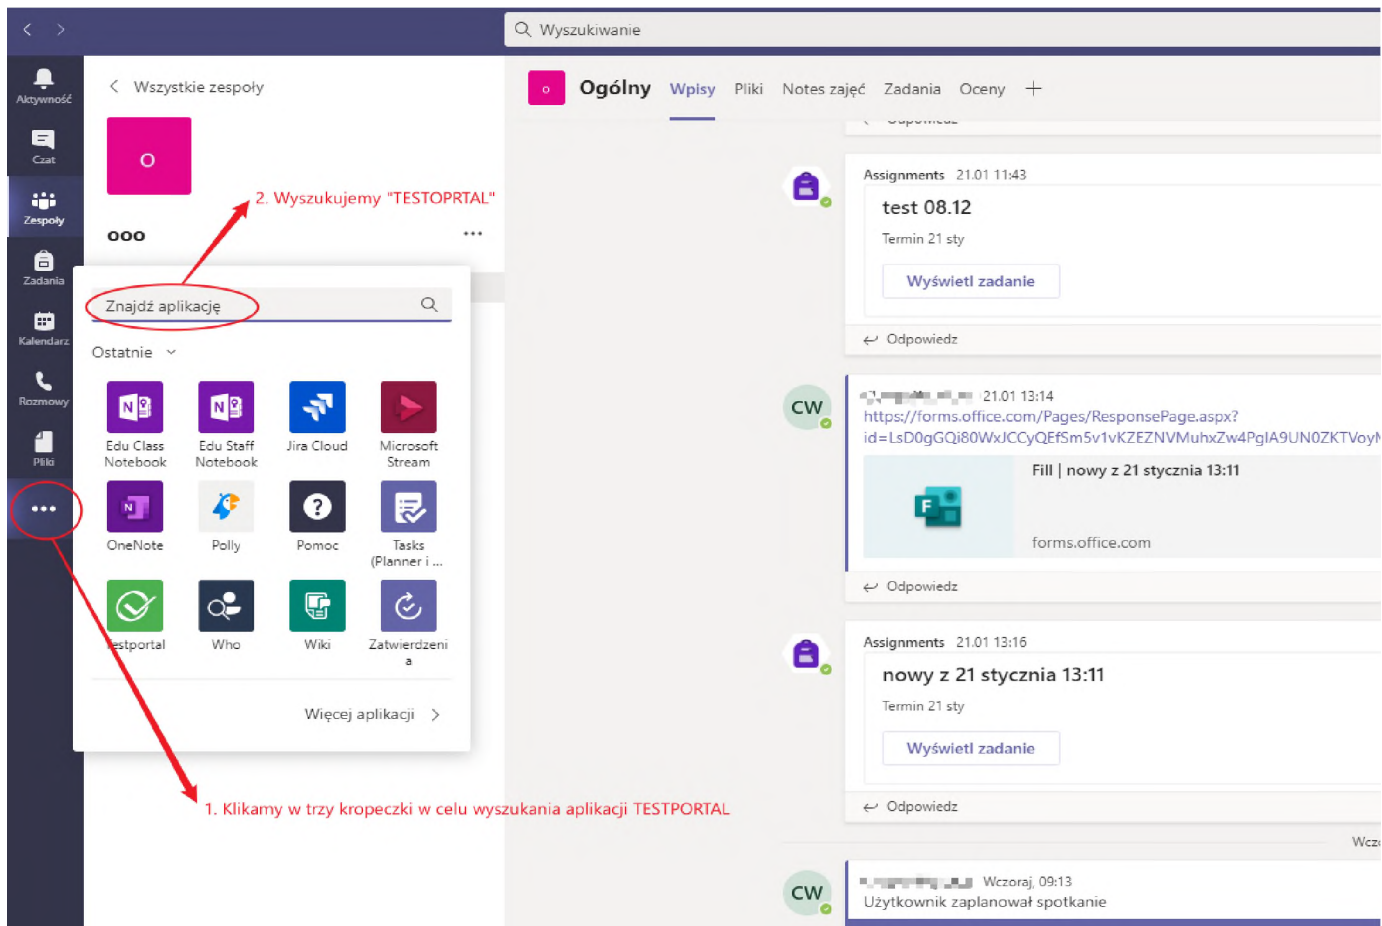 Wyszukiwanie
Aktywność
Czat
Zespoły
Zadania
Kalendarz
Rozmowy
Pliki
Wszystkie zespoły
O
2. Wyszukujemy "TESTOPRTAL"
ooo
Znajdź aplikację
Ostatnie
Edu Class
Notebook
Edu Staff
Notebook
Jira Cloud
Microsoft
Stream
OneNote
Polly
Pomoc
Tasks
(Planner i ...
Testportal
Who
Wiki
Zatwierdzeni
a
Więcej aplikacji
1. Klikamy w trzy kropeczki w celu wyszukania aplikacji TESTPORTAL
o
Ogólny Wpisy Pliki Notes zajęć Zadania Oceny
Odpowiedz
Assignments 21.01 11:43
test 08.12
Termin 21 sty
Wyświetl zadanie
Odpowiedz
CW
21.01 13:14
https://forms.office.com/Pages/ResponsePage.aspx?
Fill | nowy z 21 stycznia 13:11
F
forms.office.com
Odpowiedz
Assignments 21.01 13:16
nowy z 21 stycznia 13:11
Termin 21 sty
Wyświetl zadanie
Odpowiedz
CW
Wczoraj, 09:13
Użytkownik zaplanował spotkanie